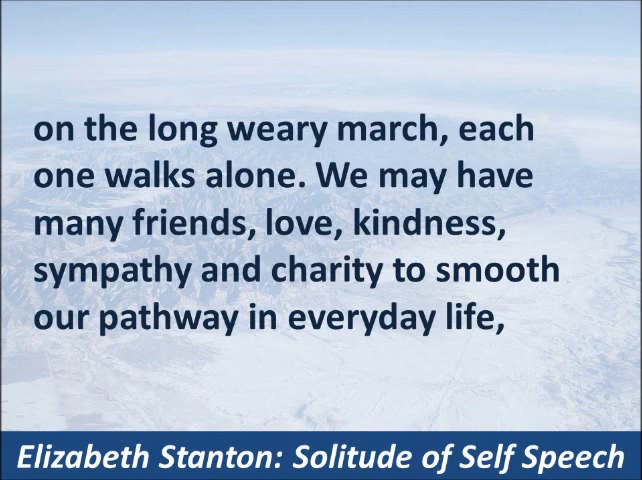 on the long weary march, each
one walks alone. We may have
many friends, love, kindness,
sympathy and charity to smooth
our pathway in everyday life,
Elizabeth Stanton: Solitude of Self Speech